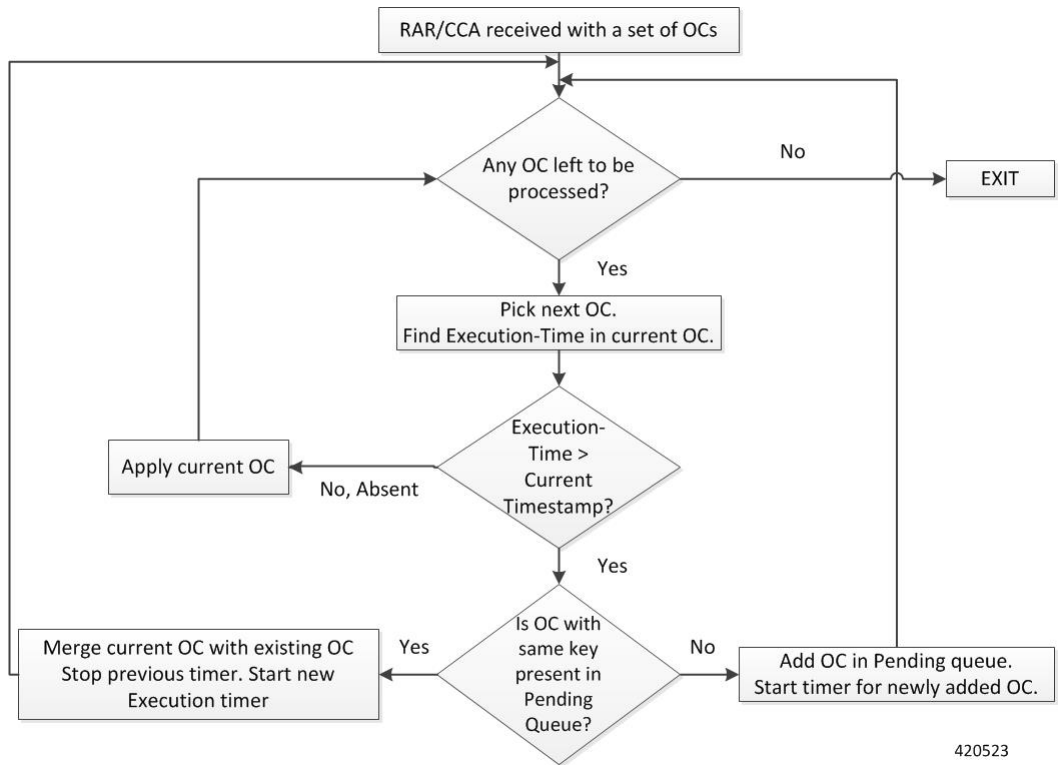 RAR/CCA received with a set of OCs
Any OC left to be
processed?
No
EXIT
Yes
Pick next OC.
Find Execution-Time in current OC.
Execution-
Time >
Current
Timestamp?
Apply current OC
No, Absent
Yes
Is OC with
same key
present in
Pending
Queue?
Yes
No
Merge current OC with existing OC
Stop previous timer. Start new
Execution timer
Add OC in Pending queue.
Start timer for newly added OC.
420523